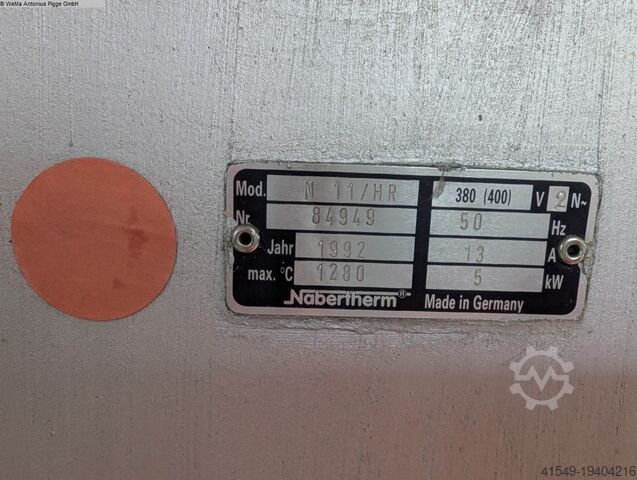 © WeMa Antonius Pigge GmbH
Mod. N 11/HR 380 (400) V 2 N~
Nr. 84949 50 Hz
Jahr 1992 13 A
max. °C 1280 5 kW
Nabertherm® Made in Germany
41549-19404216